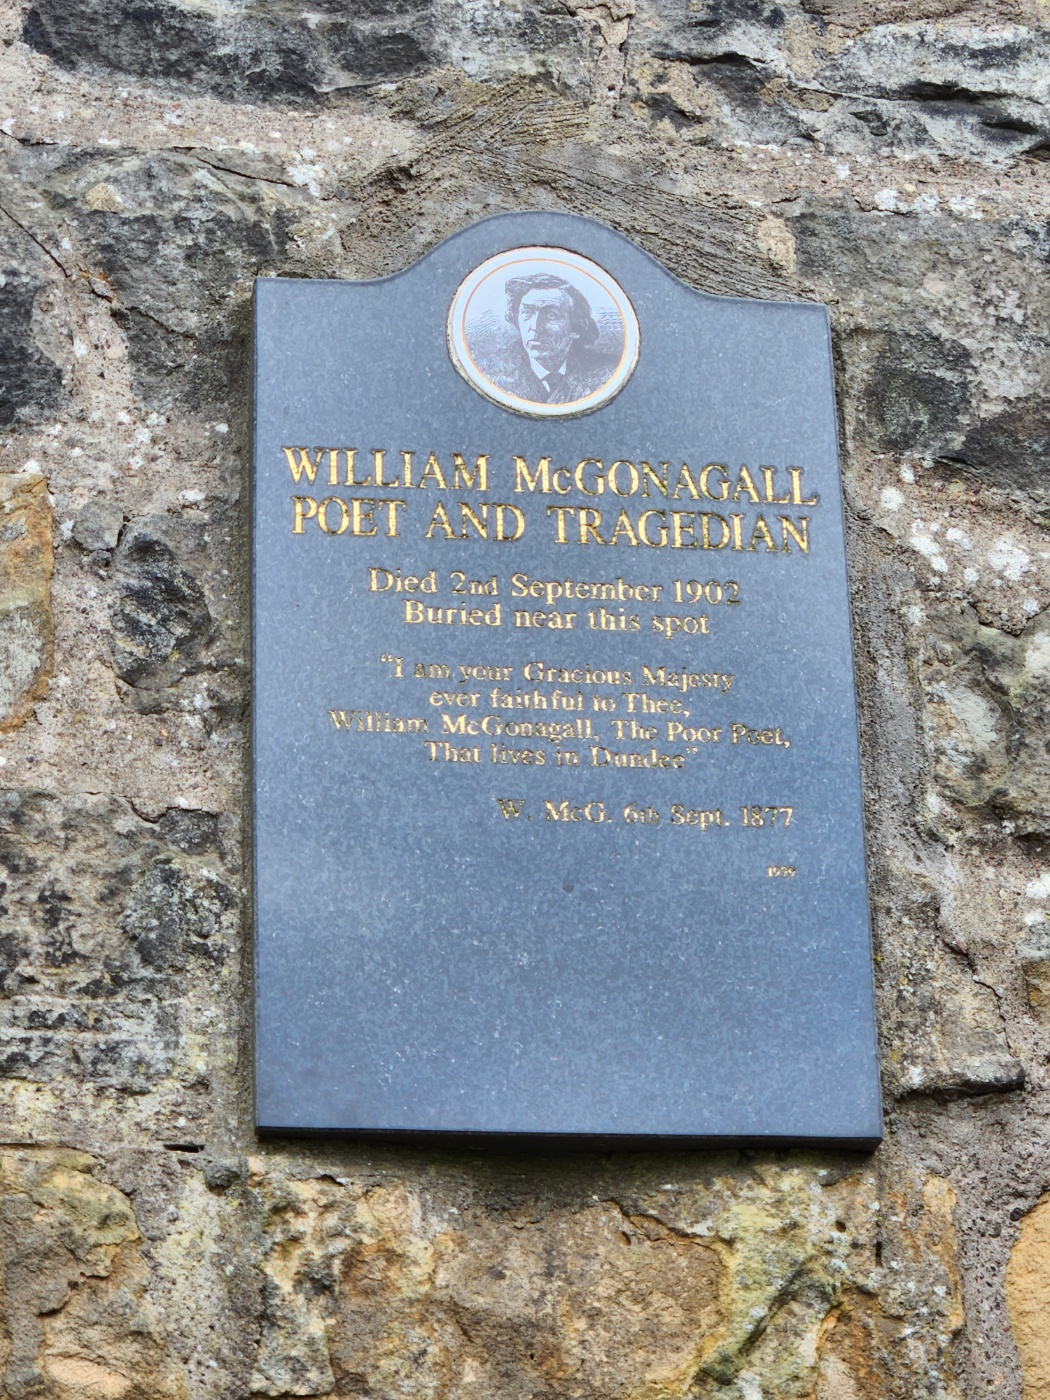 WILLIAM McGONAGALL
POET AND TRAGEDIAN
Died 2nd September 1902
Buried near this spot
"I am your Gracious Majesty
ever faithful to Thee,
William McGonagall, The Poor Poet,
That lives in Dundee"
W. McG. 6th Sept. 1877
1999